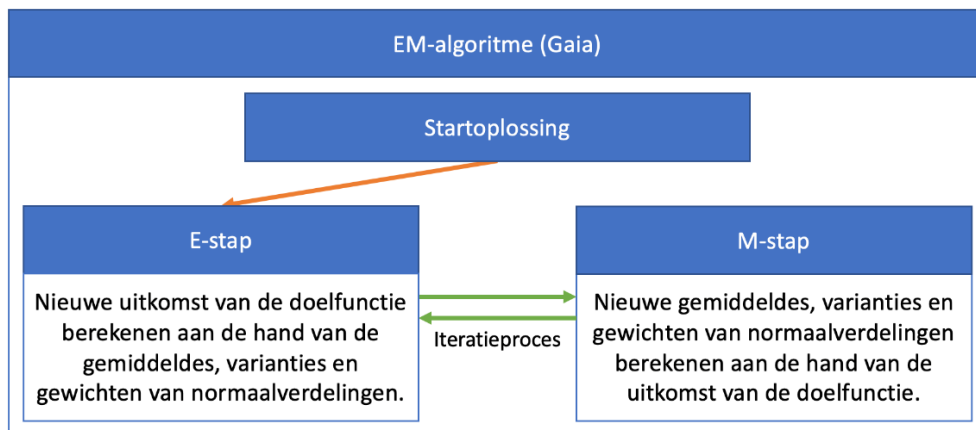 EM-algoritme (Gaia)
Startoplossing
E-stap
Nieuwe uitkomst van de doelfunctie
berekenen aan de hand van de
gemiddeldes, varianties en
gewichten van normaalverdelingen.
Iteratieproces
M-stap
Nieuwe gemiddeldes, varianties en
gewichten van normaalverdelingen
berekenen aan de hand van de
uitkomst van de doelfunctie.